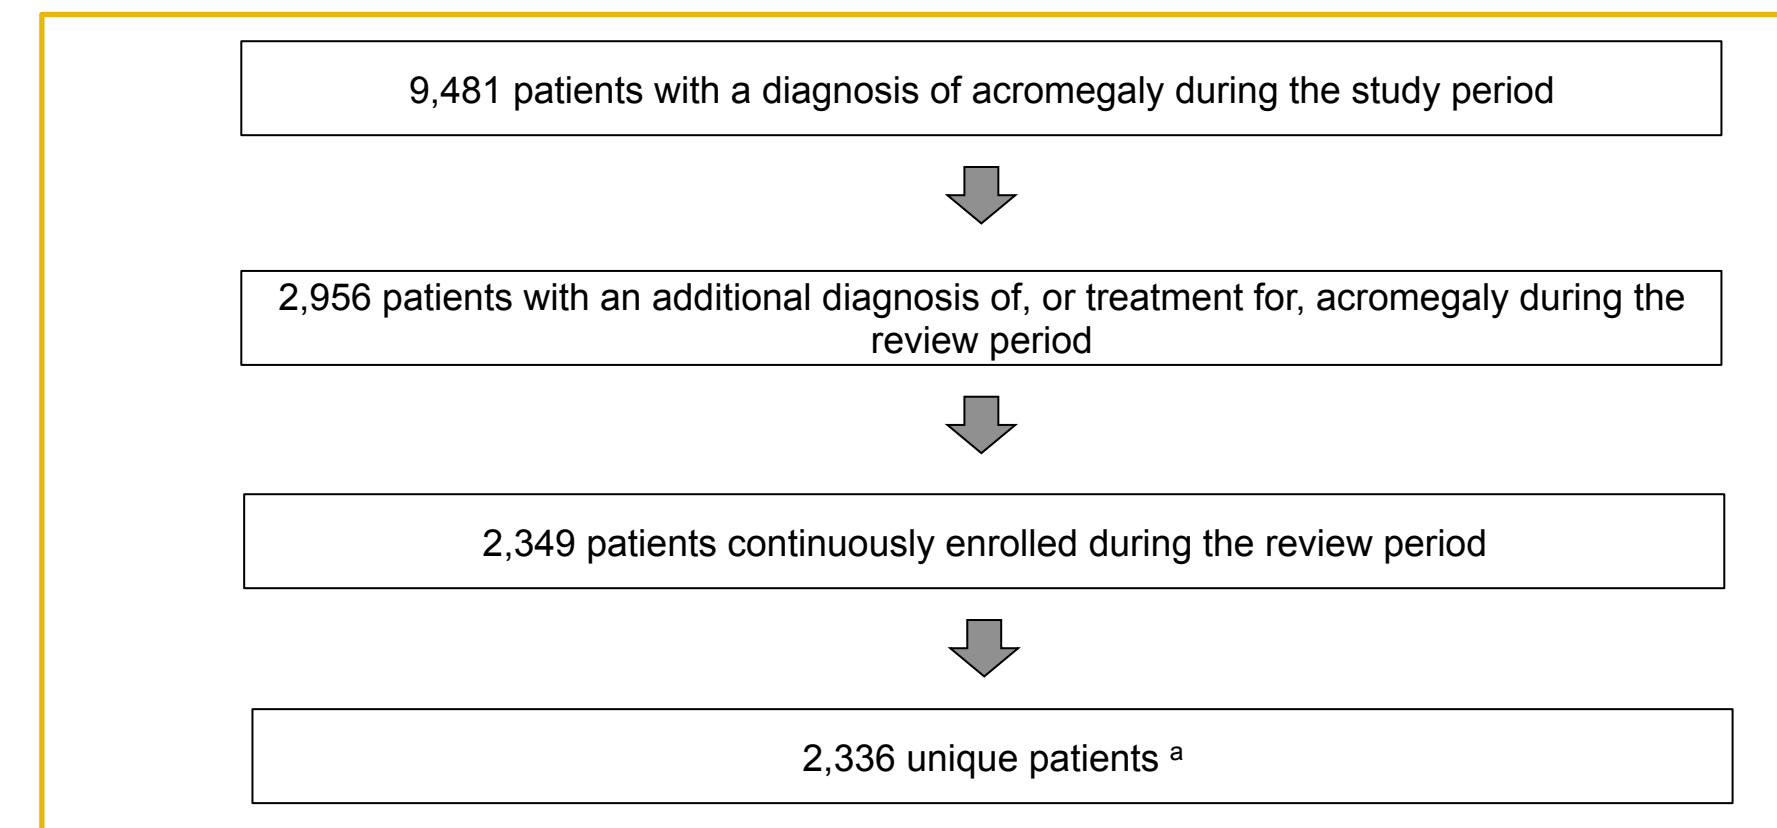 9,481 patients with a diagnosis of acromegaly during the study period
2,956 patients with an additional diagnosis of, or treatment for, acromegaly during the
review period
2,349 patients continuously enrolled during the review period
2,336 unique patients a